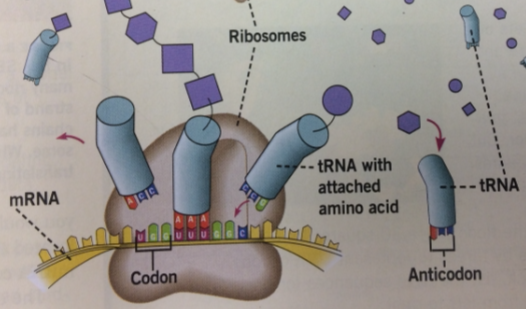 Ribosomes
tRNA with
attached
amino acid
tRNA
mRNA
A C C
C C G
A A A
U G G U U U G G C
Codon
Anticodon